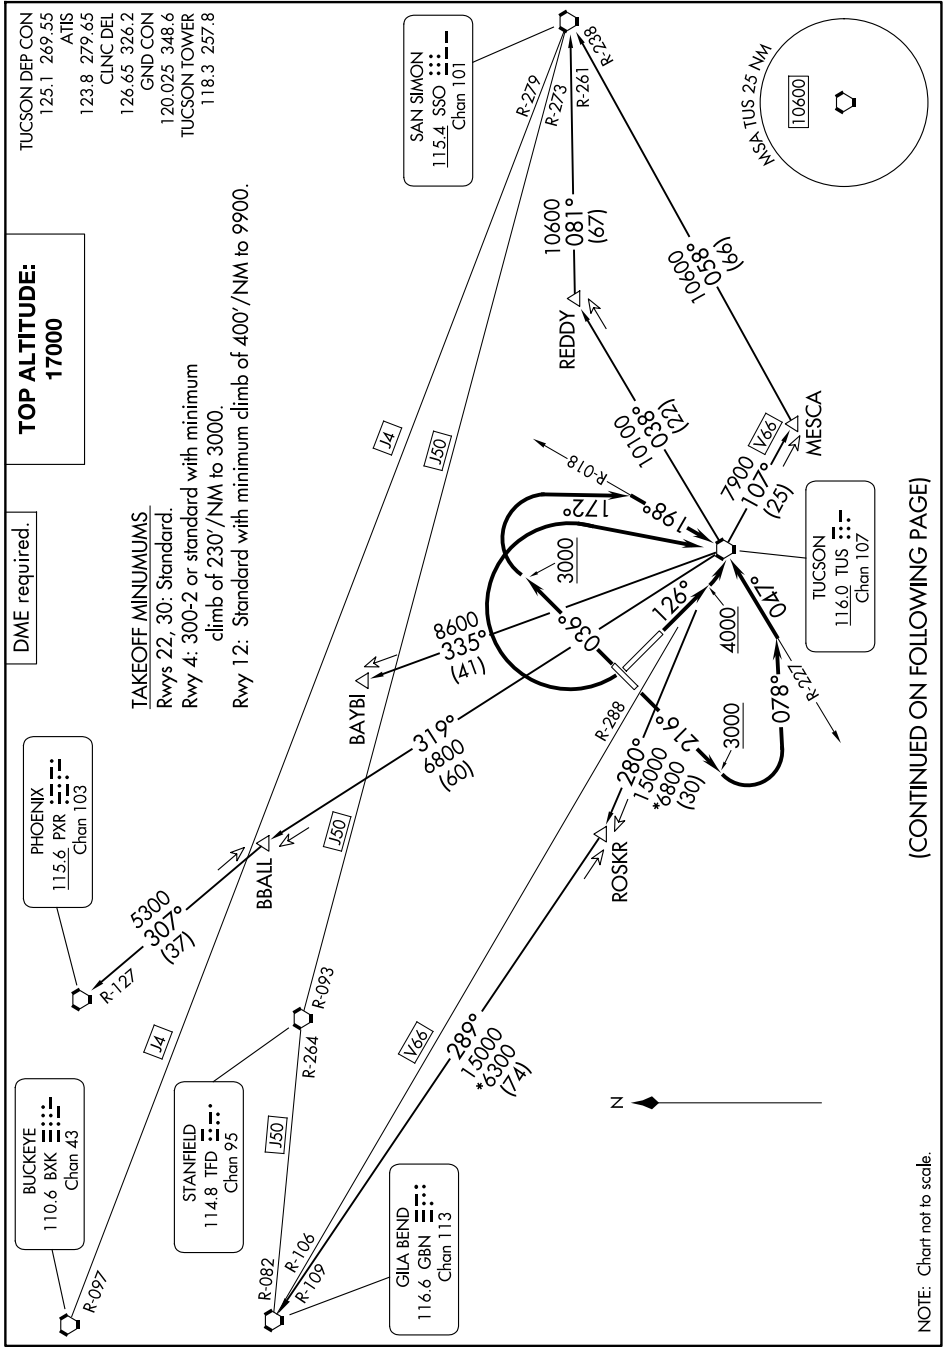 TUCSON DEP CON
125.1 269.55
ATIS
123.8 279.65
CLNC DEL
126.65 326.2
GND CON
120.025 348.6
TUCSON TOWER
118.3 257.8
TOP ALTITUDE:
17000
DME required.
TAKEOFF MINUMUMS
Rwys 22, 30: Standard.
Rwy 4: 300-2 or standard with minimum
climb of 230'/NM to 3000.
Rwy 12: Standard with minimum climb of 400'/NM to 9900.
PHOENIX
115.6 PXR
Chan 103
R-127
5300
307°
(37)
BBALL
BUCKEYE
110.6 BXK
Chan 43
R-097
J4
J4
STANFIELD
114.8 TFD
Chan 95
R-264
R-093
J50
J50
J50
GILA BEND
116.6 GBN
Chan 113
R-082
R-106
R-109
V66
289°
15000
*6300
(74)
ROSKR
280°
15000
*6800
(30)
R-288
319°
6800
(60)
BAYBI
8600
335°
(41)
036°
3000
172°
198°
R-018
126°
4000
216°
3000
078°
047°
R-227
TUCSON
116.0 TUS
Chan 107
10100
038°
(22)
REDDY
10600
081°
(67)
7900
107°
(25)
V66
MESCA
10600
058°
(66)
SAN SIMON
115.4 SSO
Chan 101
R-279
R-273
R-261
R-238
MSA TUS 25 NM
10600
N
(CONTINUED ON FOLLOWING PAGE)
NOTE: Chart not to scale.